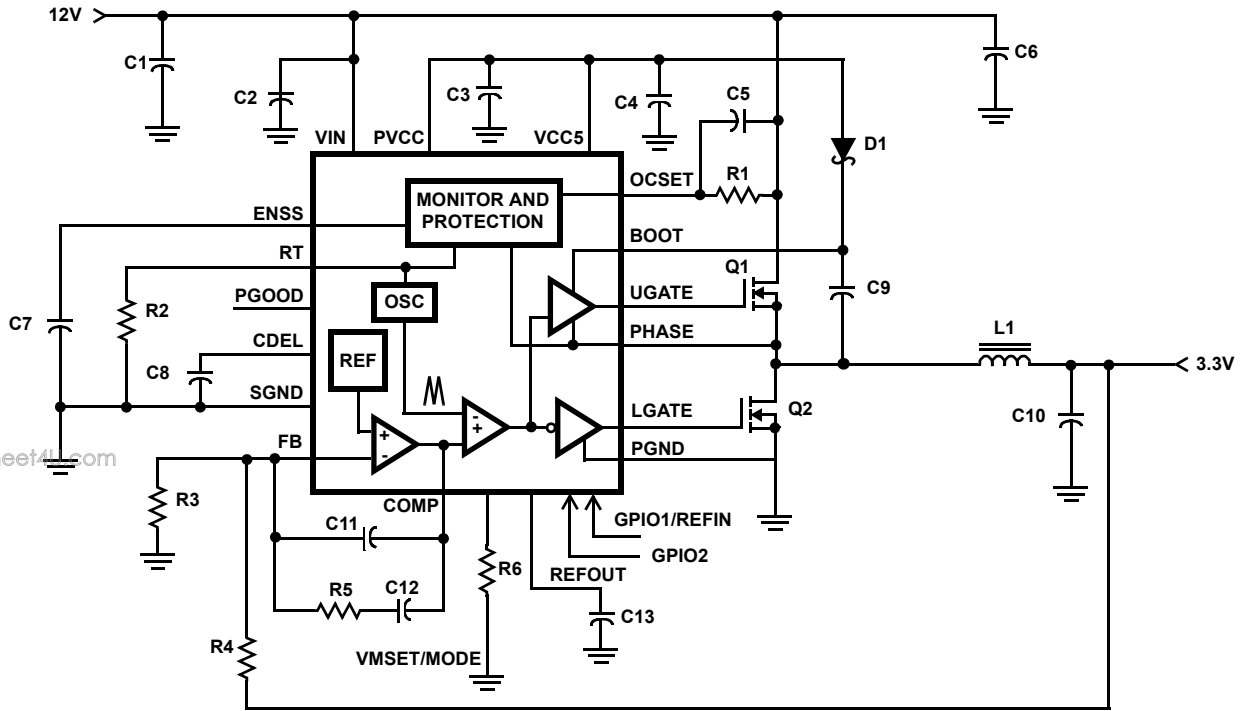 12V
C1
C2
C3
C4
C5
C6
VIN
PVCC
VCC5
D1
OCSET
R1
MONITOR AND
PROTECTION
ENSS
BOOT
RT
Q1
OSC
UGATE
C9
PGOOD
R2
C7
PHASE
L1
CDEL
REF
3.3V
C8
SGND
LGATE
Q2
C10
+
-
-
+
FB
PGND
eet4U.com
R3
COMP
C11
GPIO1/REFIN
GPIO2
R6
REFOUT
R5
C12
C13
R4
VMSET/MODE